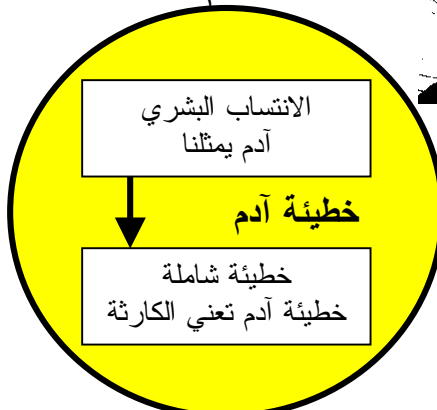 الانتساب البشري
آدم يمثلنا
خطيئة آدم
خطيئة شاملة
خطيئة آدم تعني الكارثة